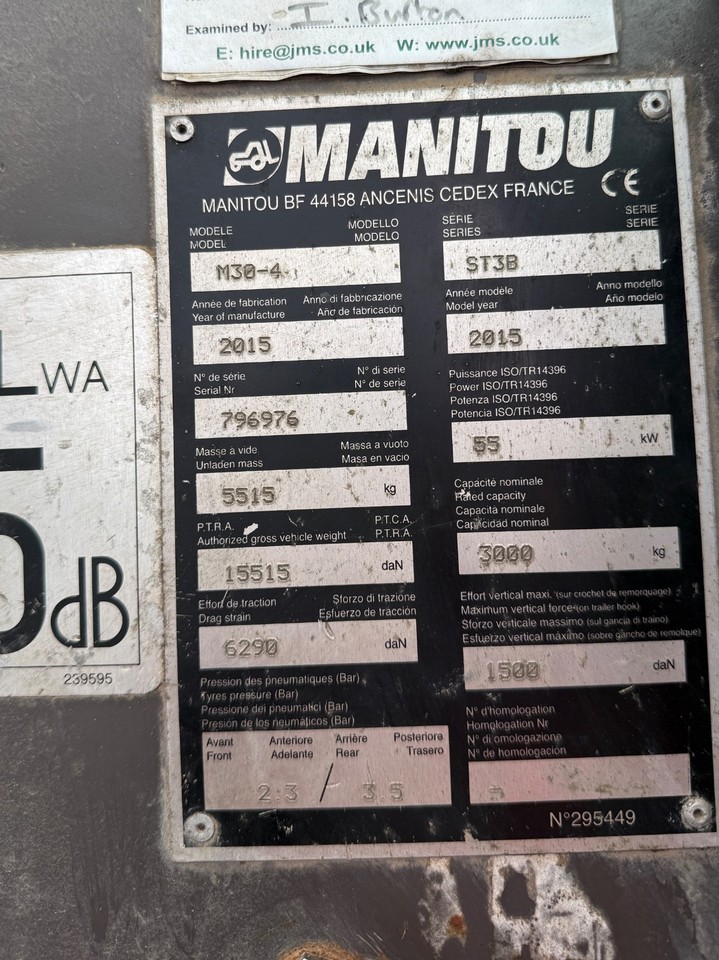 I. Burton
Examined by:
E: hire@jms.co.uk W: www.jms.co.uk
MANITOU
MANITOU BF 44158 ANCENIS CEDEX FRANCE CE
MODELE MODELLO
MODEL MODELO
M30-4
SÉRIE SERIE
SERIES SERIE
ST3B
Année de fabrication Anno di fabbricazione
Year of manufacture Año de fabricación
2015
Année modèle Anno modello
Model year Año modelo
2015
N° de série N° di serie
Serial Nr N° de serie
796976
Puissance ISO/TR14396
Power ISO/TR14396
Potenza ISO/TR14396
Potencia ISO/TR14396
55 kW
Masse à vide Massa a vuoto
Unladen mass Masa en vacio
5515 kg
Capacité nominale
Rated capacity
Capacita nominale
Capacidad nominal
3000 kg
P.T.R.A. P.T.C.A.
Authorized gross vehicle weight P.T.R.A.
15515 daN
Effort vertical maxi. (sur crochet de remorquage)
Maximum vertical force (on trailer hook)
Sforzo verticale massimo (sul gancia di traino)
Esfuerzo vertical máximo (sobre gancho de remolque)
1500 daN
Effort de traction Sforzo di trazione
Drag strain Esfuerzo de tracción
6290 daN
Pression des pneumatiques (Bar)
Tyres pressure (Bar)
Pressione dei pneumatici (Bar)
Presión de los neumáticos (Bar)
Avant Anteriore Arrière Posteriore
Front Adelante Rear Trasero
2.3 / 3.5
N° d'homologation
Homologation Nr
N° di omologazione
N° de homologacion
-
N°295449
LWA
dB
239595